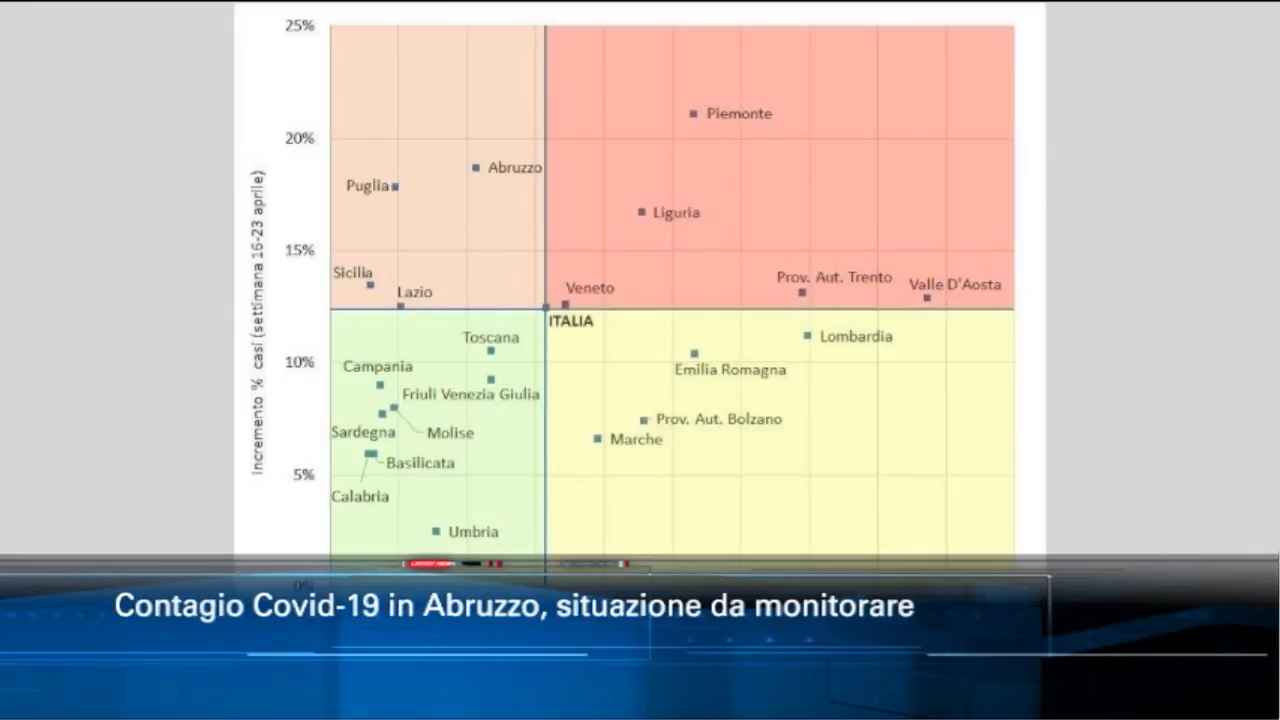 25%
Piemonte
20%
Abruzzo
Puglia
Liguria
15%
Sicilia
Prov. Aut. Trento
Valle D'Aosta
Lazio
Veneto
ITALIA
Toscana
Lombardia
10%
Campania
Emilia Romagna
Friuli Venezia Giulia
Prov. Aut. Bolzano
Sardegna
Molise
Marche
Basilicata
5%
Calabria
Umbria
0%
Incremento % casi (settimana 16-23 aprile)
LATEST NEWS
Contagio Covid-19 in Abruzzo, situazione da monitorare